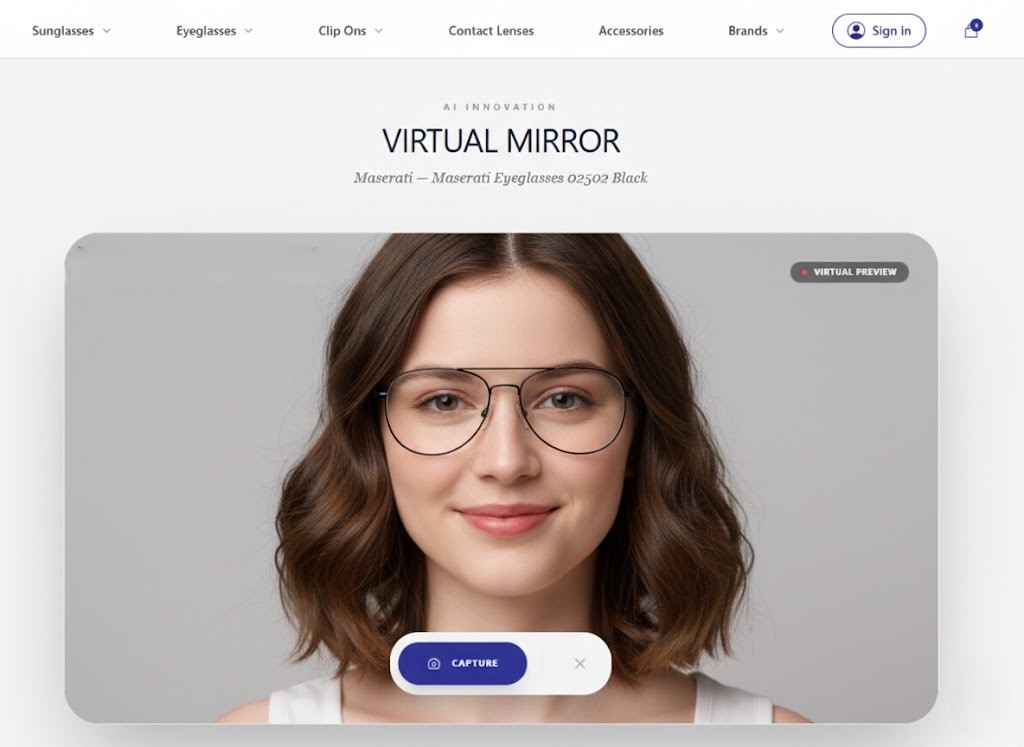 Sunglasses Eyeglasses Clip Ons Contact Lenses Accessories Brands Sign in
AI INNOVATION
VIRTUAL MIRROR
Maserati — Maserati Eyeglasses 02502 Black
VIRTUAL PREVIEW
CAPTURE